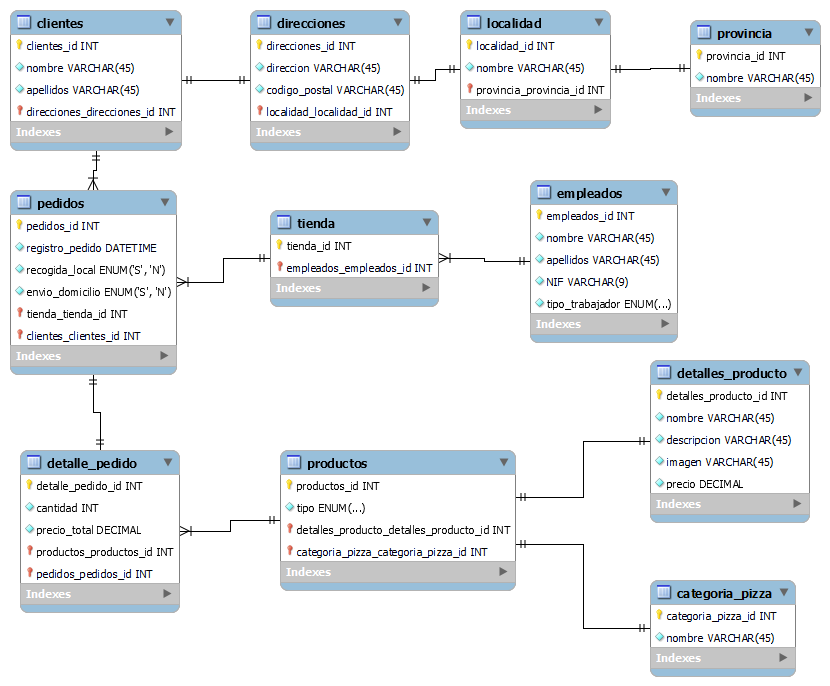 clientes
clientes_id INT
nombre VARCHAR(45)
apellidos VARCHAR(45)
direcciones_direcciones_id INT
Indexes
direcciones
direcciones_id INT
direccion VARCHAR(45)
codigo_postal VARCHAR(45)
localidad_localidad_id INT
Indexes
localidad
localidad_id INT
nombre VARCHAR(45)
provincia_provincia_id INT
Indexes
provincia
provincia_id INT
nombre VARCHAR(45)
Indexes
pedidos
pedidos_id INT
registro_pedido DATETIME
recogida_local ENUM('S', 'N')
envio_domicilio ENUM('S', 'N')
tienda_tienda_id INT
clientes_clientes_id INT
Indexes
tienda
tienda_id INT
empleados_empleados_id INT
Indexes
empleados
empleados_id INT
nombre VARCHAR(45)
apellidos VARCHAR(45)
NIF VARCHAR(9)
tipo_trabajador ENUM(...)
Indexes
detalle_pedido
detalle_pedido_id INT
cantidad INT
precio_total DECIMAL
productos_productos_id INT
pedidos_pedidos_id INT
Indexes
productos
productos_id INT
tipo ENUM(...)
detalles_producto_detalles_producto_id INT
categoria_pizza_categoria_pizza_id INT
Indexes
detalles_producto
detalles_producto_id INT
nombre VARCHAR(45)
descripcion VARCHAR(45)
imagen VARCHAR(45)
precio DECIMAL
Indexes
categoria_pizza
categoria_pizza_id INT
nombre VARCHAR(45)
Indexes